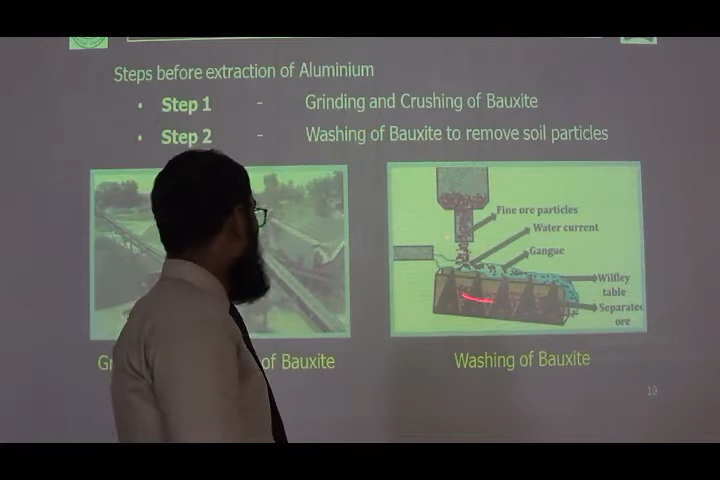 Steps before extraction of Aluminium
• Step 1 - Grinding and Crushing of Bauxite
• Step 2 - Washing of Bauxite to remove soil particles
Fine ore particles
Water current
Gangue
Wilfley
table
Separated
ore
of Bauxite
Washing of Bauxite
10